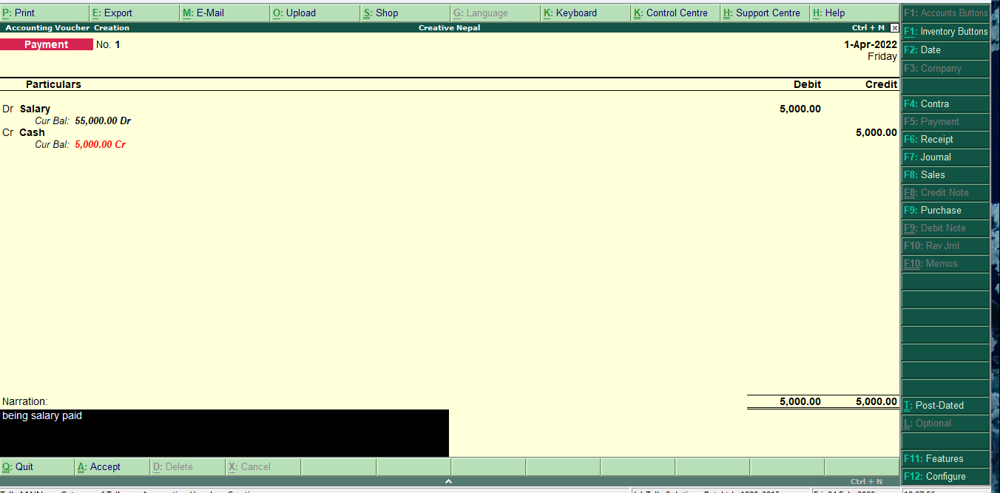 P: Print E: Export M: E-Mail O: Upload S: Shop G: Language K: Keyboard K: Control Centre H: Support Centre H: Help
F1: Accounts Buttons
Accounting Voucher Creation Creative Nepal Ctrl + M
F1: Inventory Buttons
Payment No. 1 1-Apr-2022
F2: Date
Friday
F3: Company
Particulars Debit Credit
F4: Contra
Dr Salary 5,000.00
Cur Bal: 55,000.00 Dr
F5: Payment
Cr Cash 5,000.00
F6: Receipt
Cur Bal: 5,000.00 Cr
F7: Journal
F8: Sales
F8: Credit Note
F9: Purchase
F9: Debit Note
F10: Rev Jrnl
F10: Memos
Narration: 5,000.00 5,000.00
T: Post-Dated
being salary paid
L: Optional
F11: Features
Q: Quit A: Accept D: Delete X: Cancel
F12: Configure
Ctrl + N